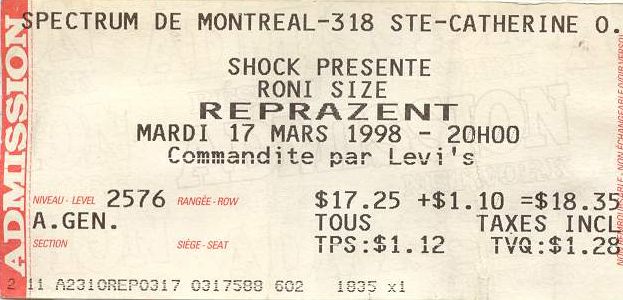 ADMISSION
SPECTRUM DE MONTREAL-318 STE-CATHERINE O.
SHOCK PRESENTE
RONI SIZE
REPRAZENT
MARDI 17 MARS 1998 - 20H00
Commandite par Levi's
NIVEAU - LEVEL 2576 RANGÉE - ROW $17.25 +$1.10 =$18.35
A.GEN. TOUS TAXES INCL
SECTION SIÈGE - SEAT TPS:$1.12 TVQ:$1.28
2 11 A2310REP0317 0317588 602 1835 x1